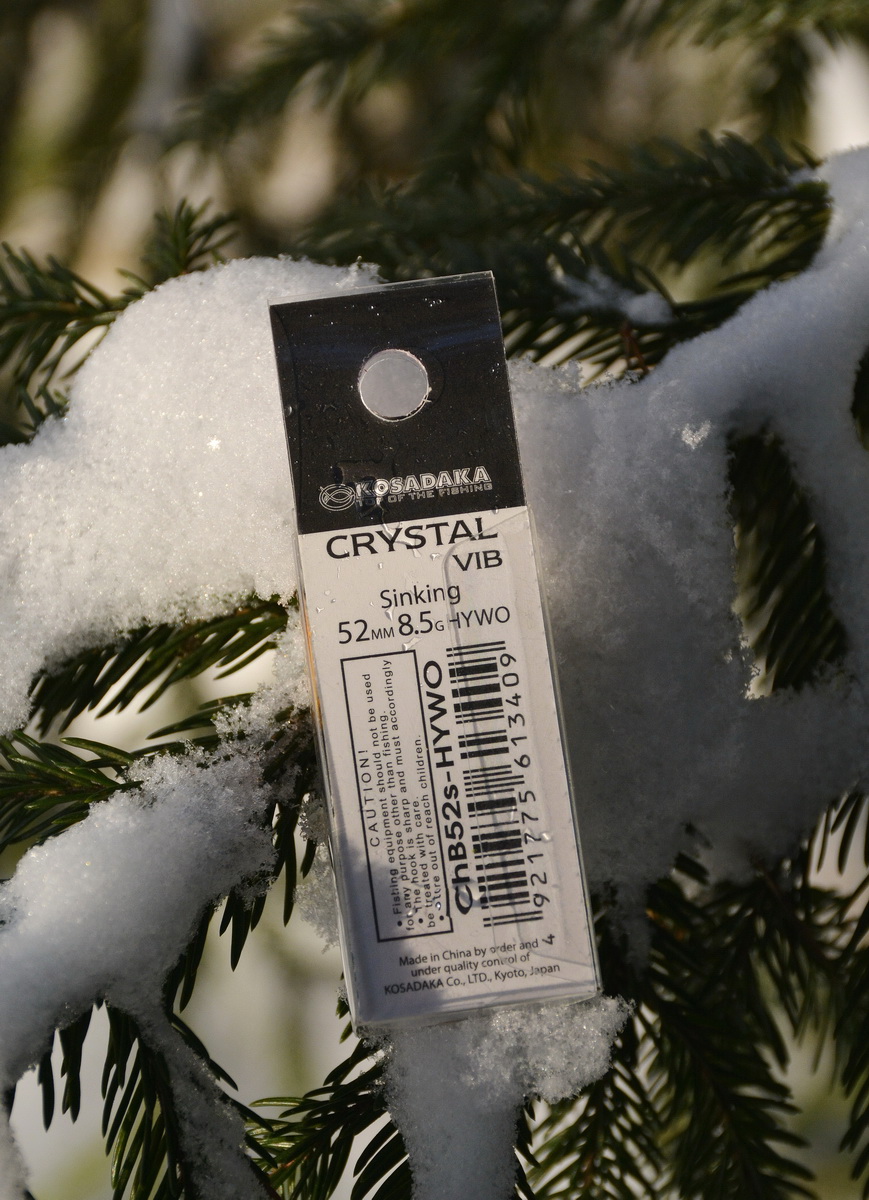 KOSADAKA
TOP OF THE FISHING
CRYSTAL
VIB
Sinking
52MM 8.5G HYWO
CAUTION!
• Fishing equipment should not be used
for any purpose other than fishing.
• The hook is sharp and must accordingly
be treated with care.
• Store out of reach children.
ChB52s-HYWO
4 921775 613409
Made in China by order and
under quality control of
KOSADAKA Co., LTD., Kyoto, Japan